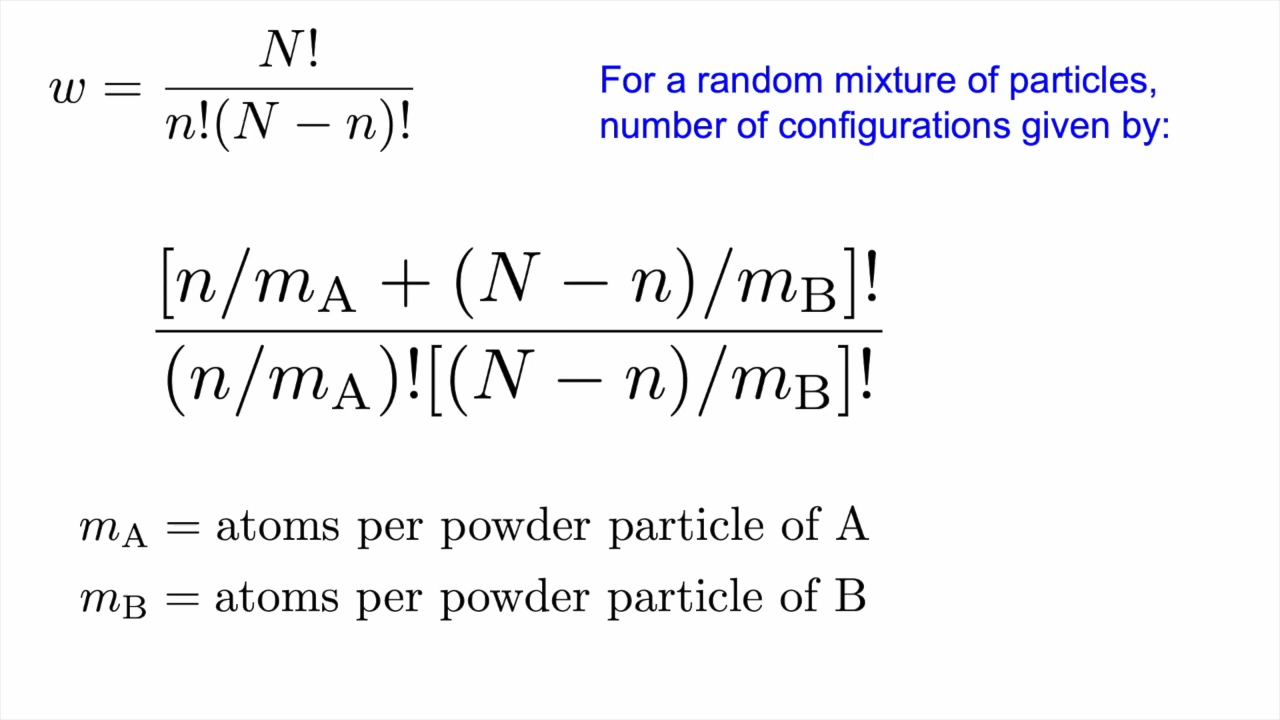 w = N! / n!(N − n)!
For a random mixture of particles,
number of configurations given by:
[n/m_A + (N − n)/m_B]!
(n/m_A)![(N − n)/m_B]!
m_A = atoms per powder particle of A
m_B = atoms per powder particle of B